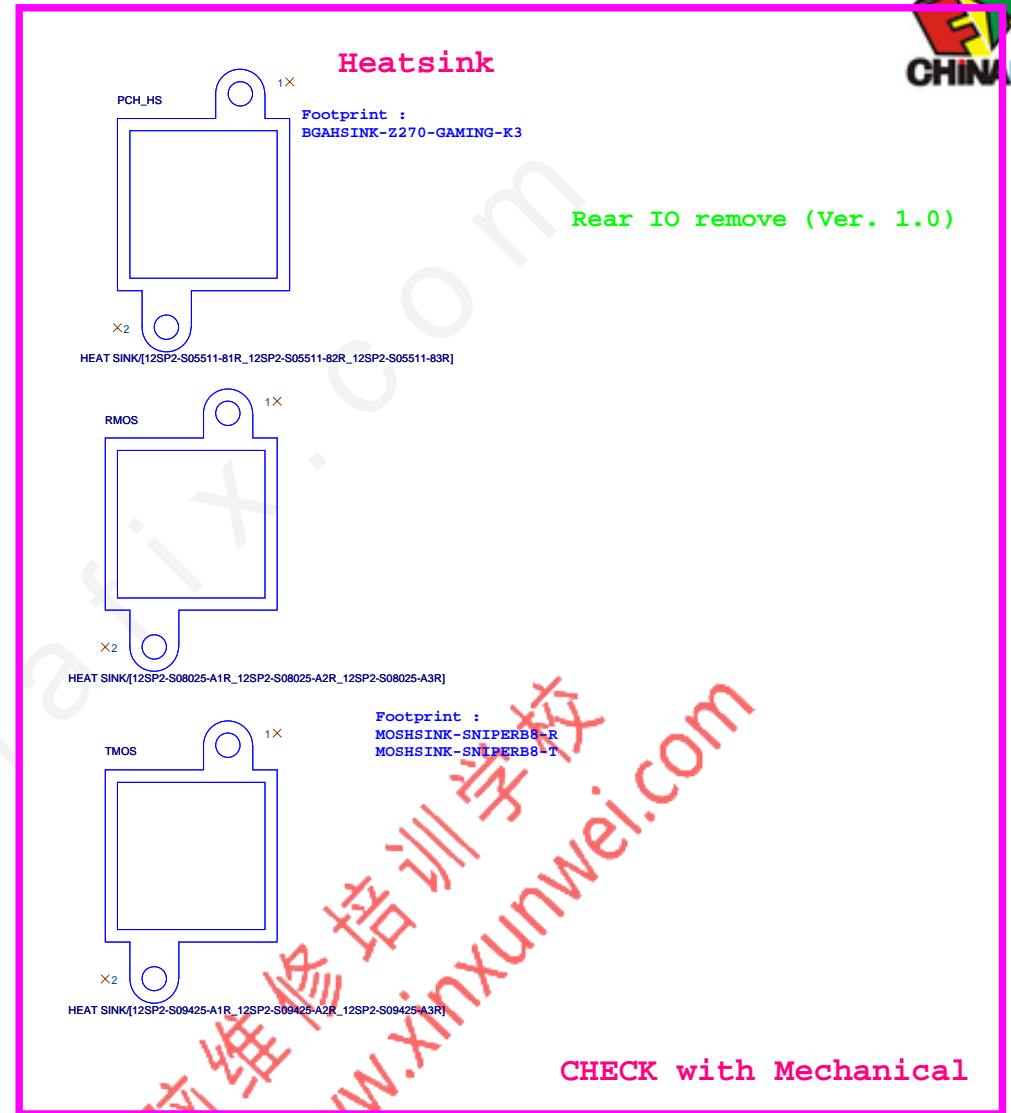 Heatsink
CHINA
1
PCH_HS
Footprint :
BGAHSINK-Z270-GAMING-K3
Rear IO remove (Ver. 1.0)
2
HEAT SINK/[12SP2-S05511-81R_12SP2-S05511-82R_12SP2-S05511-83R]
1
RMOS
2
HEAT SINK/[12SP2-S08025-A1R_12SP2-S08025-A2R_12SP2-S08025-A3R]
Footprint :
MOSHSINK-SNIPERB8-R
MOSHSINK-SNIPERB8-T
1
TMOS
2
HEAT SINK/[12SP2-S09425-A1R_12SP2-S09425-A2R_12SP2-S09425-A3R]
CHECK with Mechanical
afix.com
维修培训学校
w.xinxunwei.com